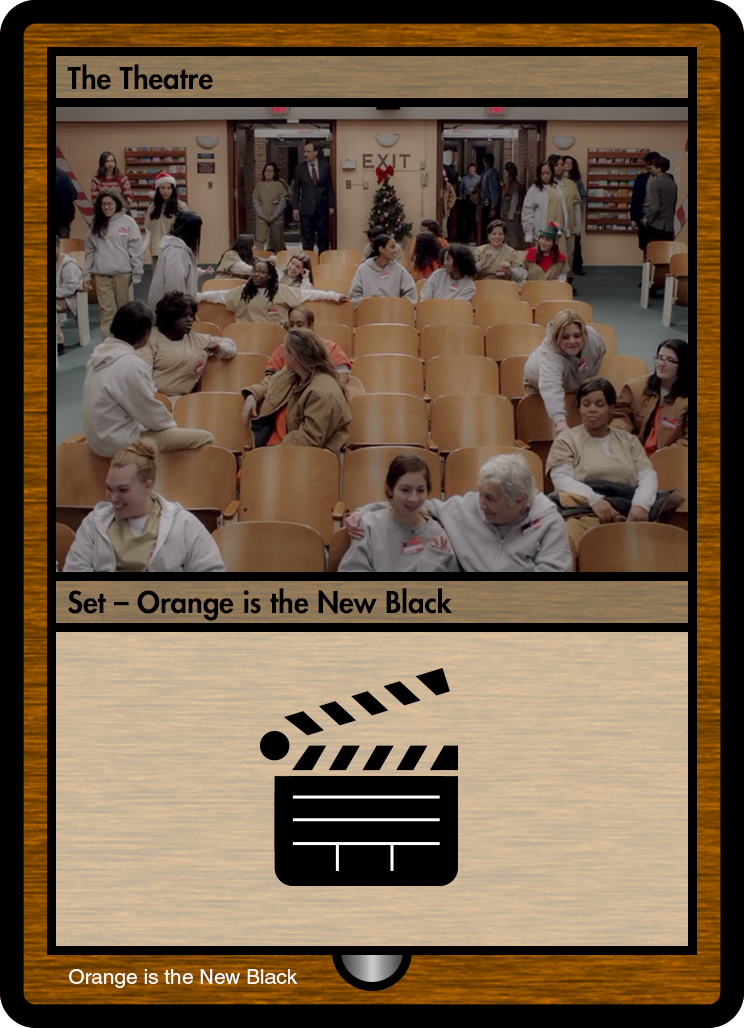 The Theatre
EXIT
Set – Orange is the New Black
Orange is the New Black